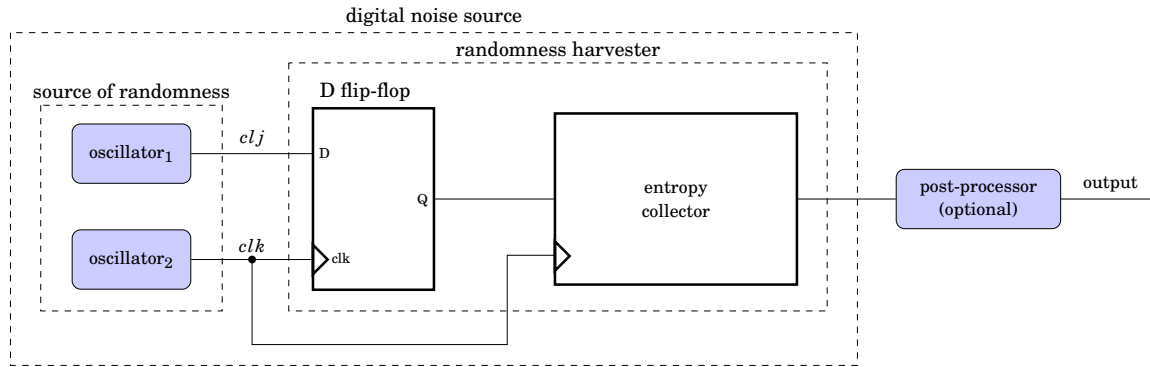 digital noise source
randomness harvester
source of randomness
D flip-flop
oscillator1
clj
D
Q
entropy
collector
post-processor
(optional)
output
oscillator2
clk
clk